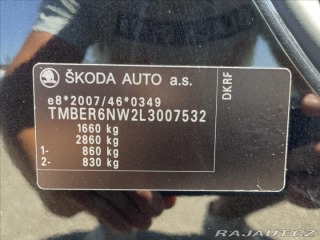 ŠKODA AUTO a.s.
e8*2007/46*0349
TMBER6NW2L3007532
1660 kg
2860 kg
1- 860 kg
2- 830 kg
DKRF
RAJAUT.CZ